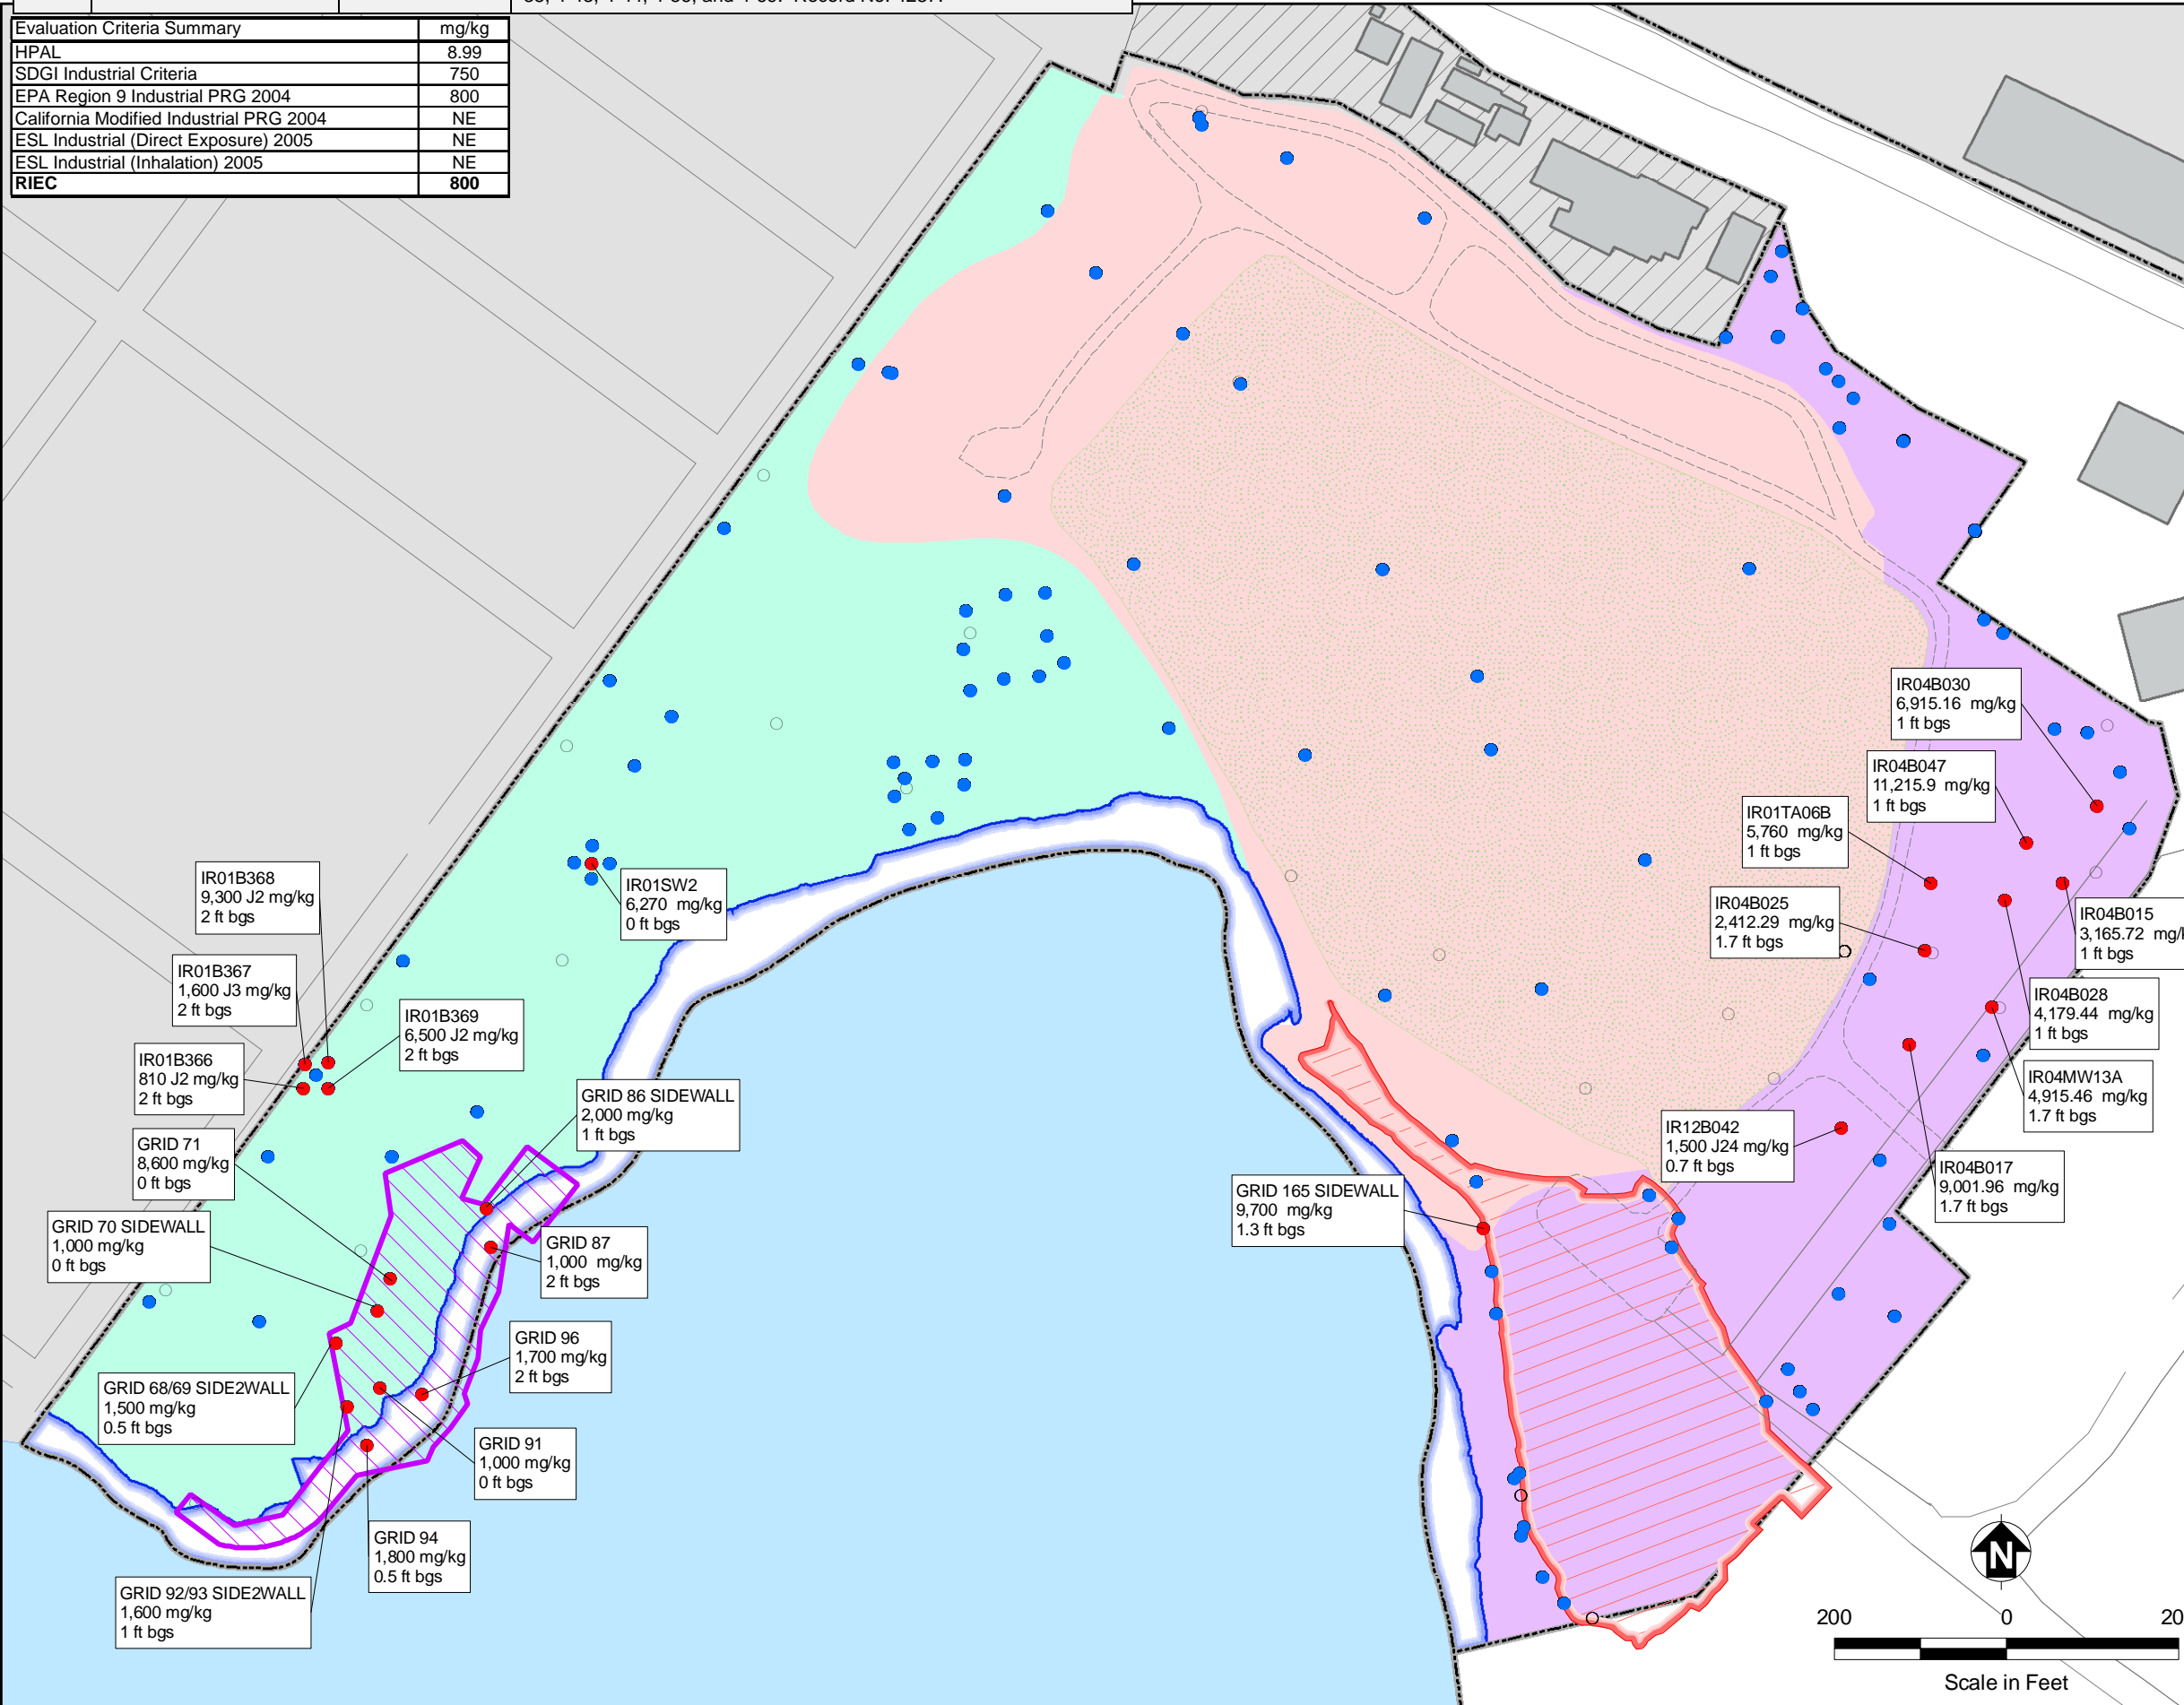 Evaluation Criteria Summary mg/kg
HPAL 8.99
SDGI Industrial Criteria 750
EPA Region 9 Industrial PRG 2004 800
California Modified Industrial PRG 2004 NE
ESL Industrial (Direct Exposure) 2005 NE
ESL Industrial (Inhalation) 2005 NE
RIEC 800
IR04B030
6,915.16 mg/kg
1 ft bgs
IR04B047
11,215.9 mg/kg
1 ft bgs
IR01TA06B
5,760 mg/kg
1 ft bgs
IR04B025
2,412.29 mg/kg
1.7 ft bgs
IR04B015
3,165.72 mg/
1 ft bgs
IR04B028
4,179.44 mg/kg
1 ft bgs
IR04MW13A
4,915.46 mg/kg
1.7 ft bgs
IR12B042
1,500 J24 mg/kg
0.7 ft bgs
IR04B017
9,001.96 mg/kg
1.7 ft bgs
GRID 165 SIDEWALL
9,700 mg/kg
1.3 ft bgs
IR01B368
9,300 J2 mg/kg
2 ft bgs
IR01SW2
6,270 mg/kg
0 ft bgs
IR01B367
1,600 J3 mg/kg
2 ft bgs
IR01B369
6,500 J2 mg/kg
2 ft bgs
IR01B366
810 J2 mg/kg
2 ft bgs
GRID 86 SIDEWALL
2,000 mg/kg
1 ft bgs
GRID 71
8,600 mg/kg
0 ft bgs
GRID 70 SIDEWALL
1,000 mg/kg
0 ft bgs
GRID 87
1,000 mg/kg
2 ft bgs
GRID 96
1,700 mg/kg
2 ft bgs
GRID 68/69 SIDE2WALL
1,500 mg/kg
0.5 ft bgs
GRID 91
1,000 mg/kg
0 ft bgs
GRID 94
1,800 mg/kg
0.5 ft bgs
GRID 92/93 SIDE2WALL
1,600 mg/kg
1 ft bgs
N
200 0 20
Scale in Feet